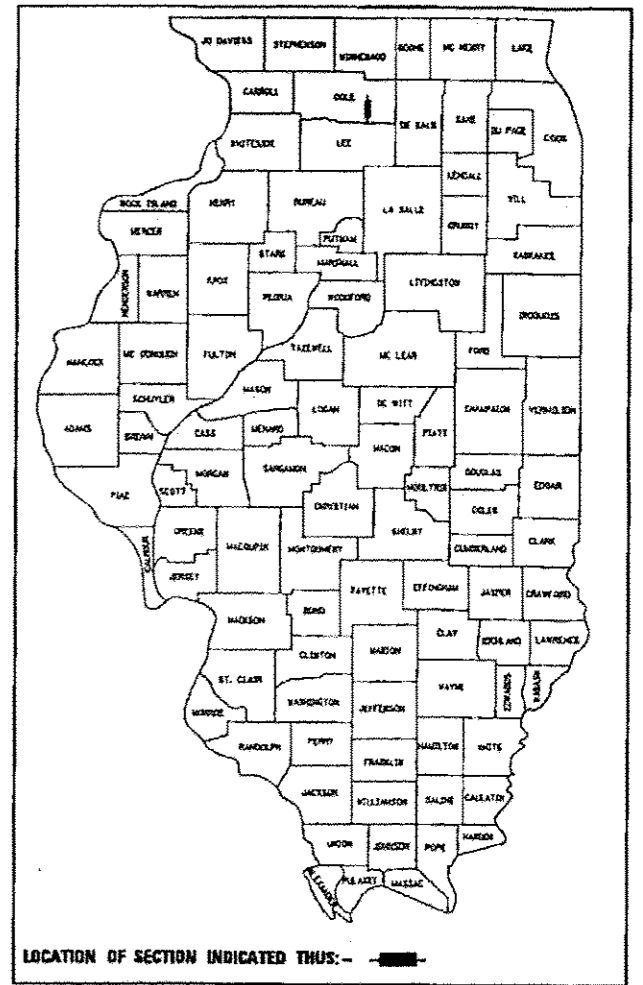 JO DAVIESS STEPHENSON WINNEBAGO BOONE MC HENRY LAKE
CARROLL OGLE
DE KALB KANE DU PAGE COOK
WHITESIDE LEE
KENDALL WILL
ROCK ISLAND HENRY BUREAU LA SALLE
GRUNDY
MERCER PUTNAM
STARK MARSHALL KANKAKEE
HENDERSON WARREN KNOX PEORIA WOODFORD LIVINGSTON
IROQUOIS
HANCOCK MC DONOUGH FULTON TAZEWELL MC LEAN FORD
SCHUYLER MASON
LOGAN DE WITT CHAMPAIGN VERMILION
ADAMS BROWN CASS MENARD PIATT
MACON
MORGAN SANGAMON DOUGLAS EDGAR
PIKE SCOTT MOULTRIE
CHRISTIAN COLES
GREENE MACOUPIN MONTGOMERY SHELBY CLARK
CALHOUN CUMBERLAND
JERSEY
FAYETTE EFFINGHAM JASPER CRAWFORD
MADISON BOND
CLAY RICHLAND LAWRENCE
CLINTON MARION
ST. CLAIR WAYNE EDWARDS WABASH
WASHINGTON JEFFERSON
MONROE
RANDOLPH PERRY HAMILTON WHITE
FRANKLIN
JACKSON WILLIAMSON SALINE GALLATIN
UNION JOHNSON POPE HARDIN
ALEXANDER PULASKI MASSAC
LOCATION OF SECTION INDICATED THUS:-